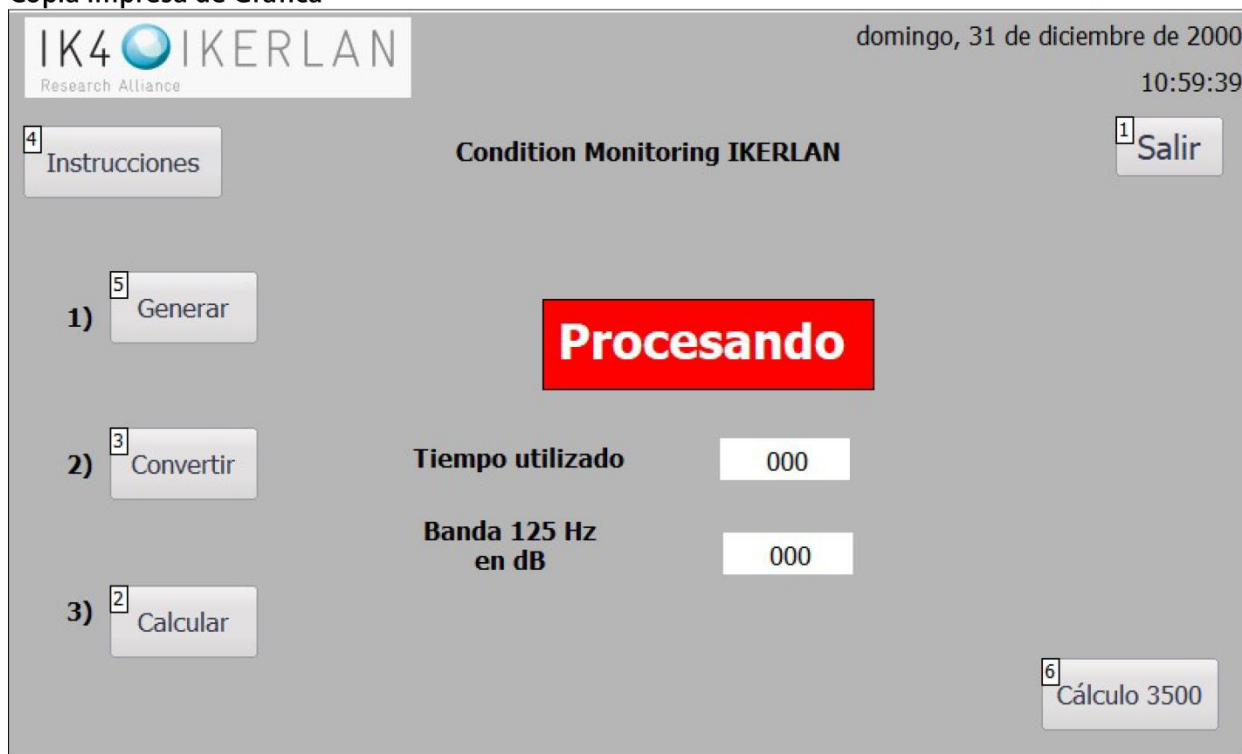 Copia impresa de Gráfica
IK4 IKERLAN
Research Alliance
domingo, 31 de diciembre de 2000
10:59:39
4
Instrucciones
Condition Monitoring IKERLAN
1
Salir
1)
5
Generar
Procesando
2)
3
Convertir
Tiempo utilizado
000
Banda 125 Hz
en dB
000
3)
2
Calcular
6
Cálculo 3500